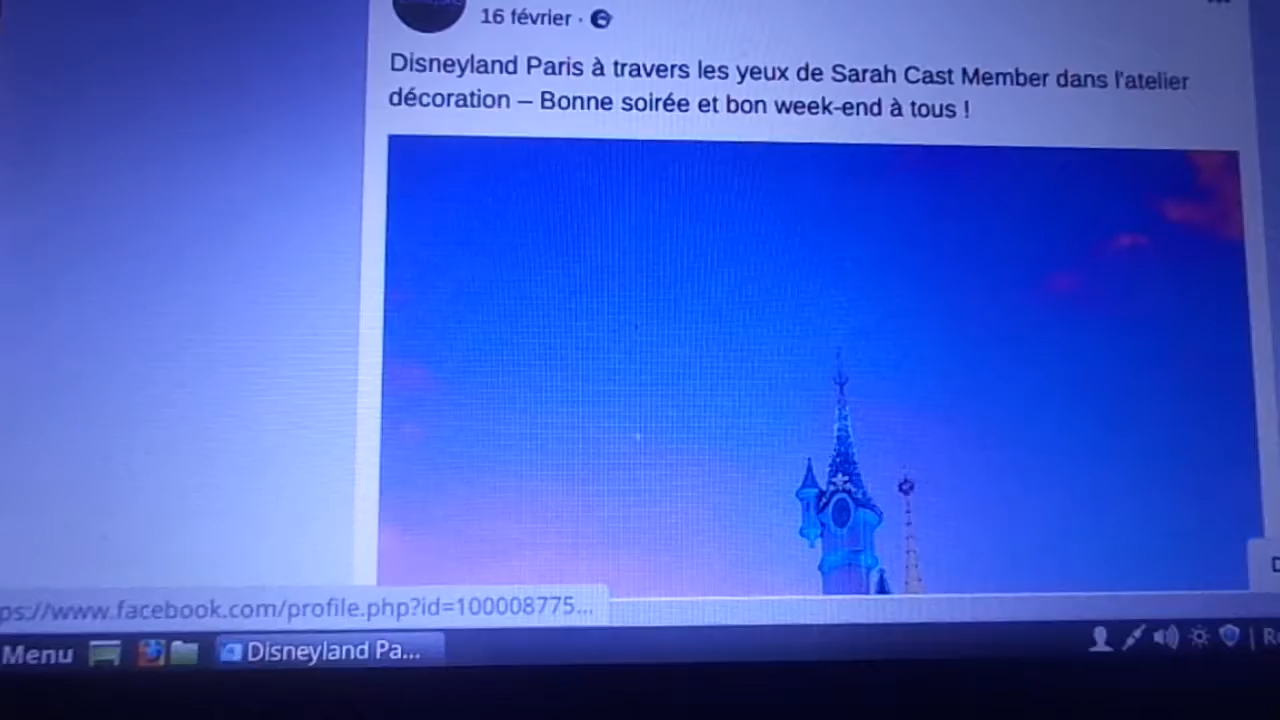 16 février ·
Disneyland Paris à travers les yeux de Sarah Cast Member dans l'atelier
décoration – Bonne soirée et bon week-end à tous !
ps://www.facebook.com/profile.php?id=100008775...
Menu Disneyland Pa...